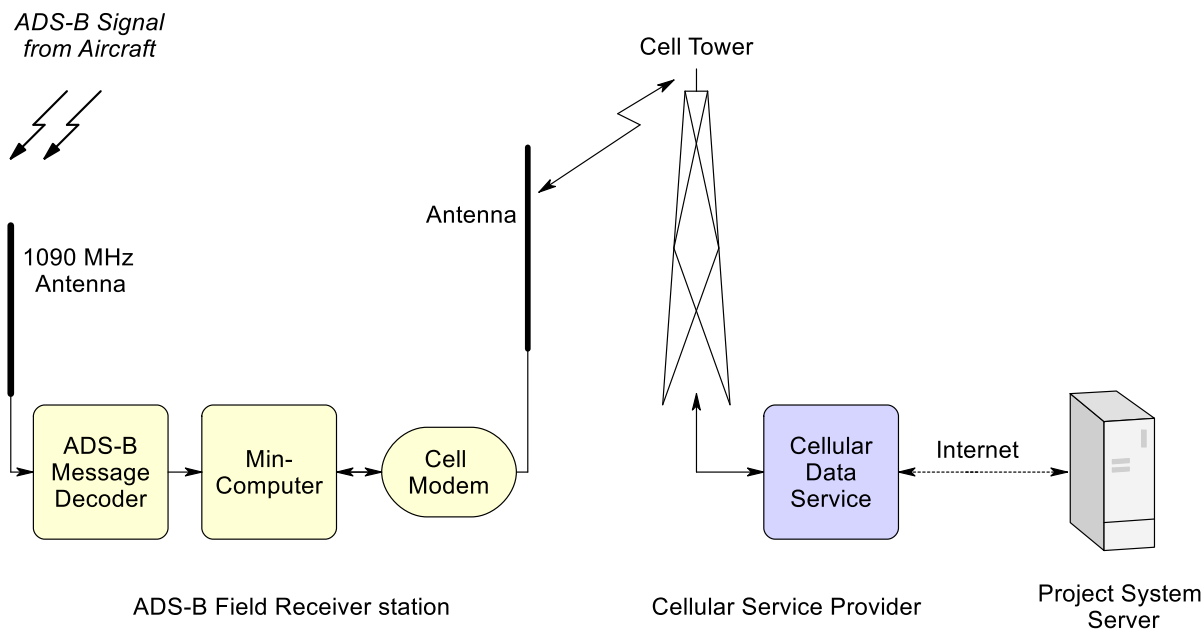 ADS-B Signal
from Aircraft
Cell Tower
Antenna
1090 MHz
Antenna
ADS-B
Message
Decoder
Min-
Computer
Cell
Modem
Cellular
Data
Service
Internet
ADS-B Field Receiver station
Cellular Service Provider
Project System
Server